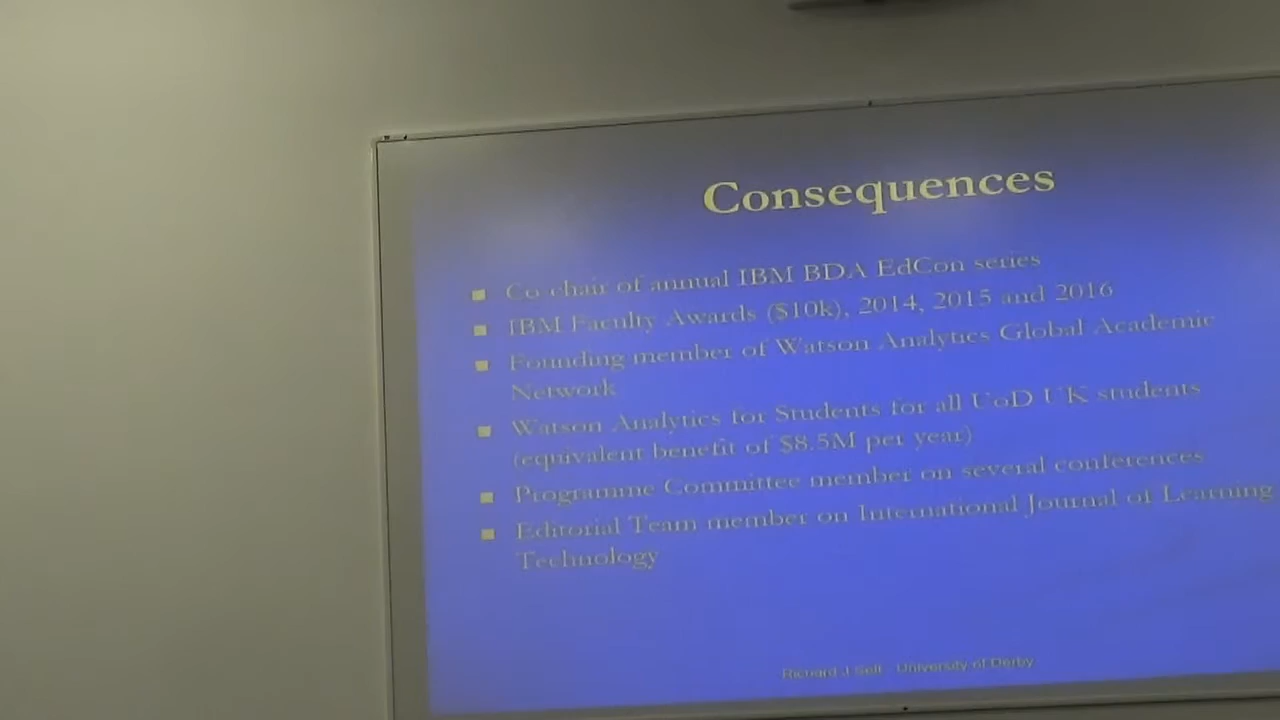 Consequences
Co-chair of annual IBM BDA EdCon series
IBM Faculty Awards ($10k), 2014, 2015 and 2016
Founding member of Watson Analytics Global Academic
Network
Watson Analytics for Students for all UoD UK students
(equivalent benefit of $8.5M per year)
Programme Committee member on several conferences
Editorial Team member on International Journal of Learning
Technology
Richard J Self - University of Derby